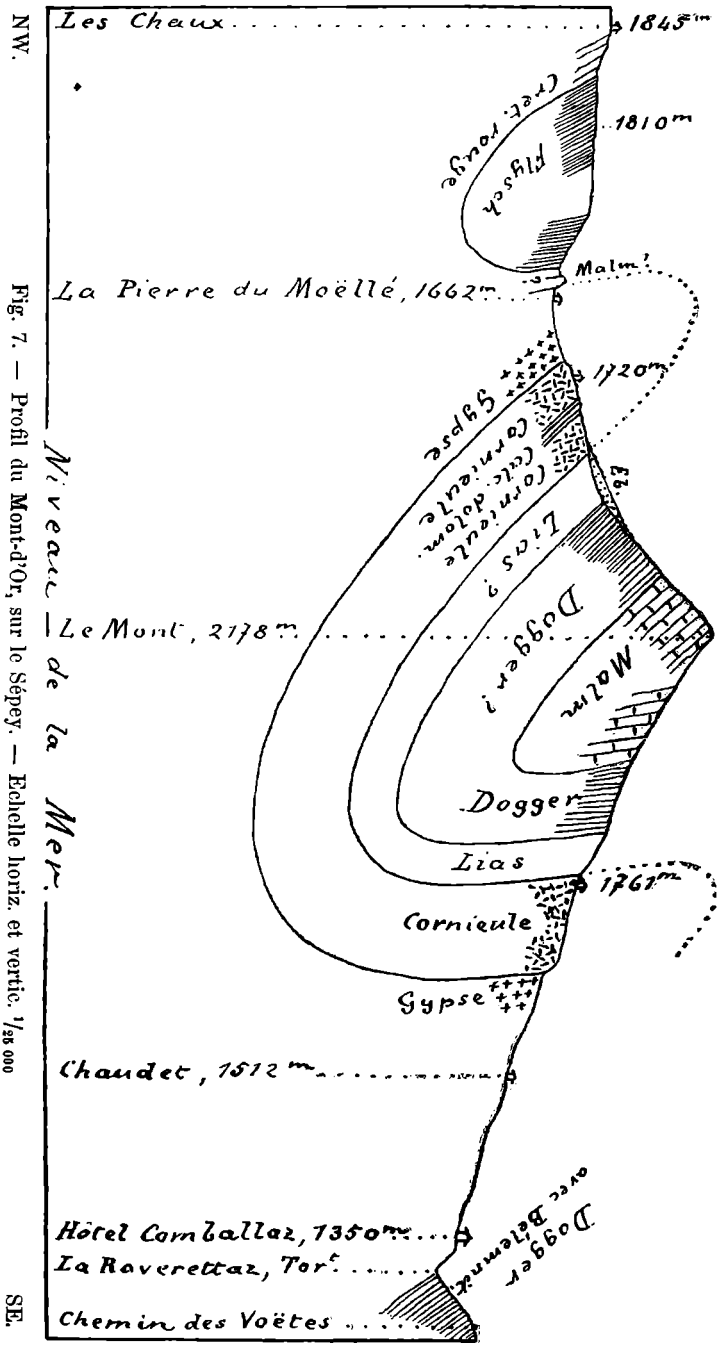 Les Chaux
1845m
1810m
Cret. rouge
Flysch
Malm?
La Pierre du Moëllé, 1662m
1720m
Gypse
Cornieule
Calc. dolom.
Cornieule
Eb.
Lias?
Dogger?
Malm
Le Mont, 2178m
Dogger
Lias
1761m
Cornieule
Gypse
Chaudet, 1512m
Dogger
avec Bélemnit.
Hôtel Comballaz, 1350m
La Raverettaz, Tort.
Chemin des Voëtes
Niveau de la Mer.
NW.
Fig. 7. — Profil du Mont-d'Or, sur le Sépey. — Echelle horiz. et vertic. 1/25 000
SE.